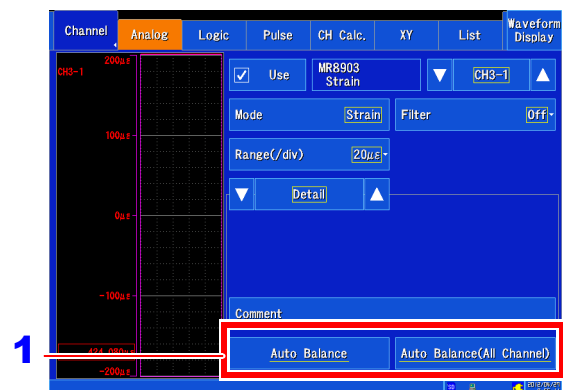 Channel Analog Logic Pulse CH Calc. XY List Waveform Display
CH3-1 200με
Use MR8903 Strain CH3-1
Mode Strain Filter Off
100με
Range(/div) 20με
Detail
0με
-100με
Comment
1
Auto Balance Auto Balance(All Channel)
-200με